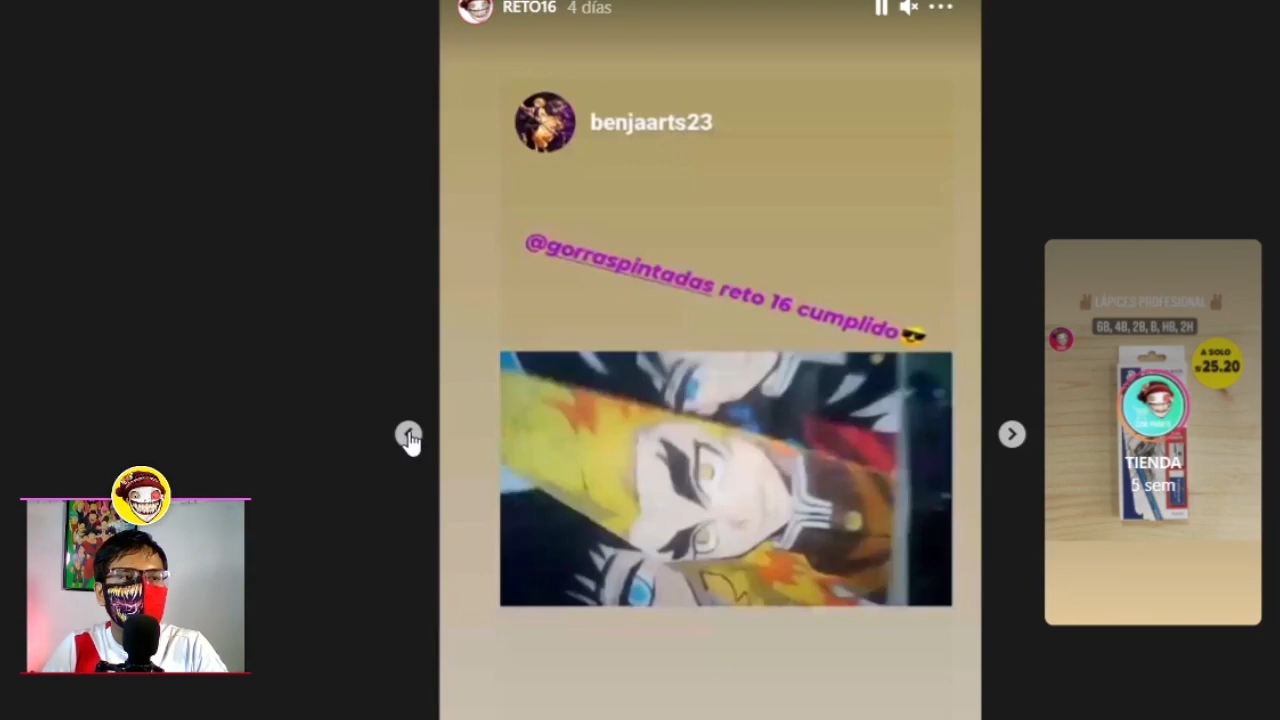 RETO16 4 días
benjaarts23
@gorraspintadas reto 16 cumplido😎
LÁPICES PROFESIONAL
6B, 4B, 2B, B, HB, 2H
A SOLO
25.20
TIENDA
5 sem